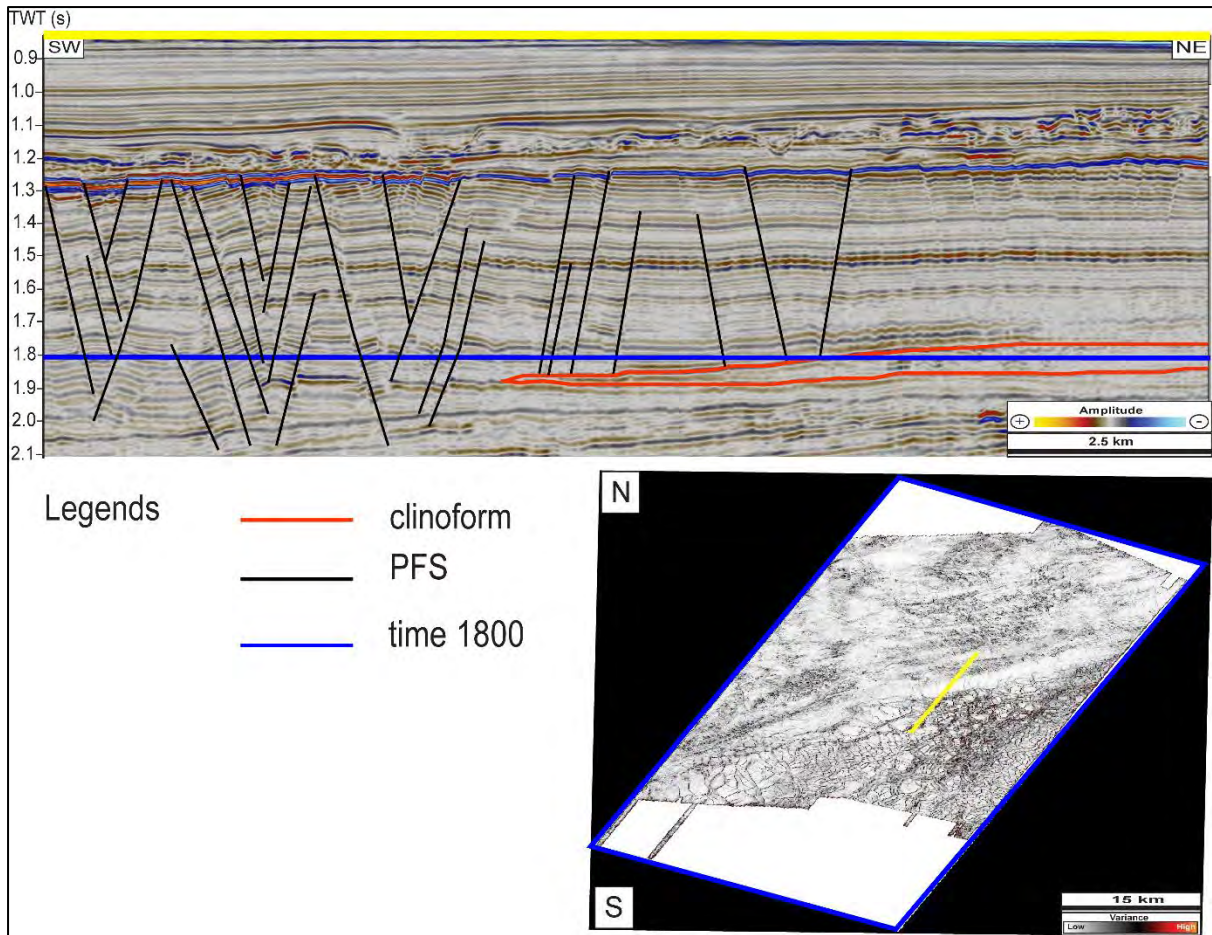 TWT (s)
SW
NE
0.9
1.0
1.1
1.2
1.3
1.4
1.5
1.6
1.7
1.8
1.9
2.0
2.1
Amplitude
+
-
2.5 km
Legends
clinoform
PFS
time 1800
N
S
15 km
Variance
Low
High